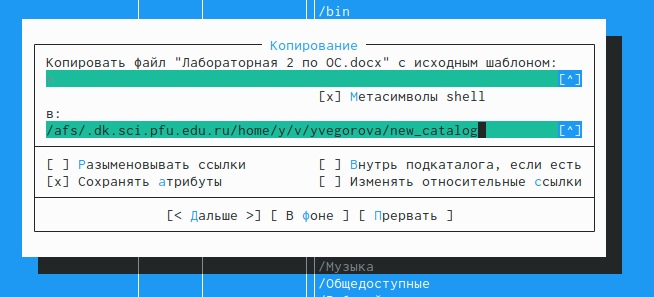 /bin
Копирование
Копировать файл "Лабораторная 2 по ОС.docx" с исходным шаблоном:
[^]
[x] Метасимволы shell
в:
/afs/.dk.sci.pfu.edu.ru/home/y/v/yvegorova/new_catalog [^]
[ ] Разыменовывать ссылки [ ] Внутрь подкаталога, если есть
[x] Сохранять атрибуты [ ] Изменять относительные ссылки
[< Дальше >] [ В фоне ] [ Прервать ]
/Музыка
/Общедоступные